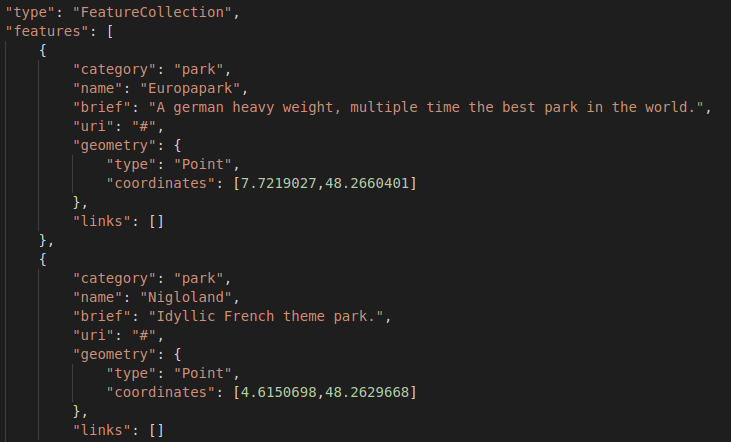 "type": "FeatureCollection",
"features": [
{
"category": "park",
"name": "Europapark",
"brief": "A german heavy weight, multiple time the best park in the world.",
"uri": "#",
"geometry": {
"type": "Point",
"coordinates": [7.7219027,48.2660401]
},
"links": []
},
{
"category": "park",
"name": "Nigloland",
"brief": "Idyllic French theme park.",
"uri": "#",
"geometry": {
"type": "Point",
"coordinates": [4.6150698,48.2629668]
},
"links": []